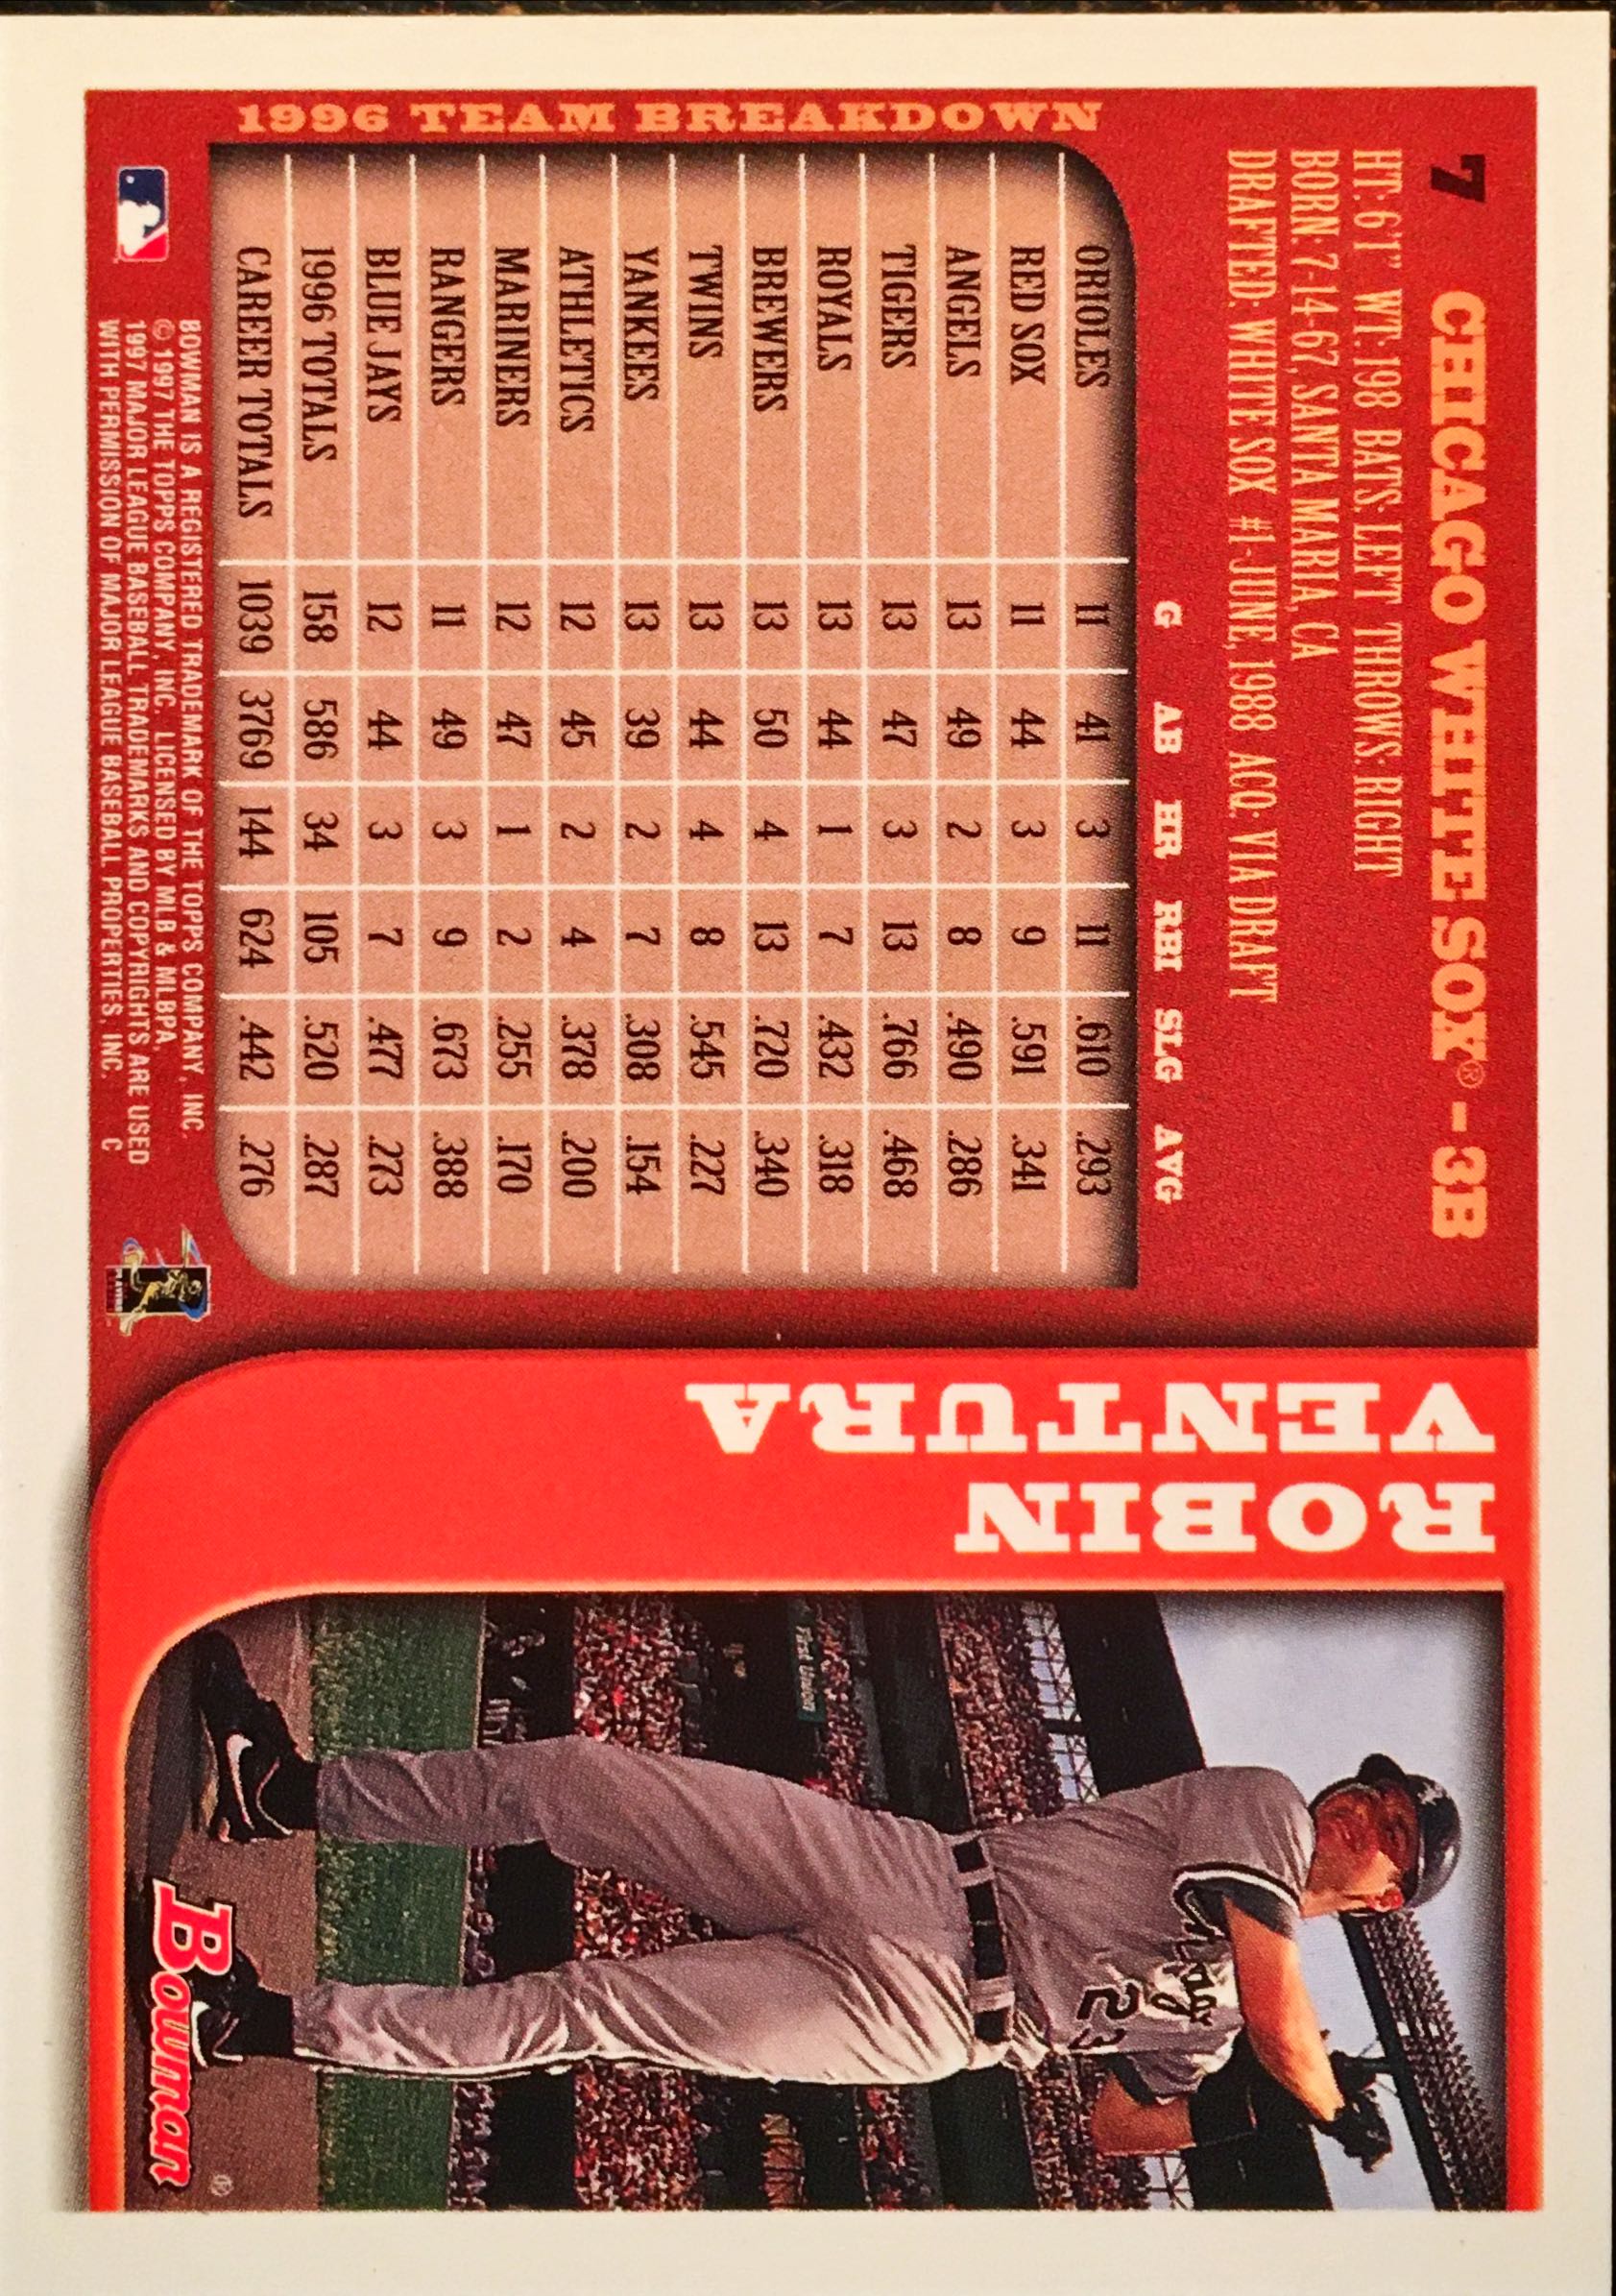 7 CHICAGO WHITE SOX® – 3B
HT: 6'1" WT: 198 BATS: LEFT THROWS: RIGHT
BORN: 7-14-67, SANTA MARIA, CA
DRAFTED: WHITE SOX #1-JUNE, 1988 ACQ: VIA DRAFT
G AB HR RBI SLG AVG
ORIOLES 11 41 3 11 .610 .293
RED SOX 11 44 3 9 .591 .341
ANGELS 13 49 2 8 .490 .286
TIGERS 13 47 3 13 .766 .468
ROYALS 13 44 1 7 .432 .318
BREWERS 13 50 4 13 .720 .340
TWINS 13 44 4 8 .545 .227
YANKEES 13 39 2 7 .308 .154
ATHLETICS 12 45 2 4 .378 .200
MARINERS 12 47 1 2 .255 .170
RANGERS 11 49 3 9 .673 .388
BLUE JAYS 12 44 3 7 .477 .273
1996 TOTALS 158 586 34 105 .520 .287
CAREER TOTALS 1039 3769 144 624 .442 .276
1996 TEAM BREAKDOWN
BOWMAN IS A REGISTERED TRADEMARK OF THE TOPPS COMPANY, INC.
© 1997 THE TOPPS COMPANY, INC. LICENSED BY MLB & MLBPA.
1997 MAJOR LEAGUE BASEBALL TRADEMARKS AND COPYRIGHTS ARE USED
WITH PERMISSION OF MAJOR LEAGUE BASEBALL PROPERTIES, INC. C
ROBIN
VENTURA
First Union
Chicago
23
Bowman®